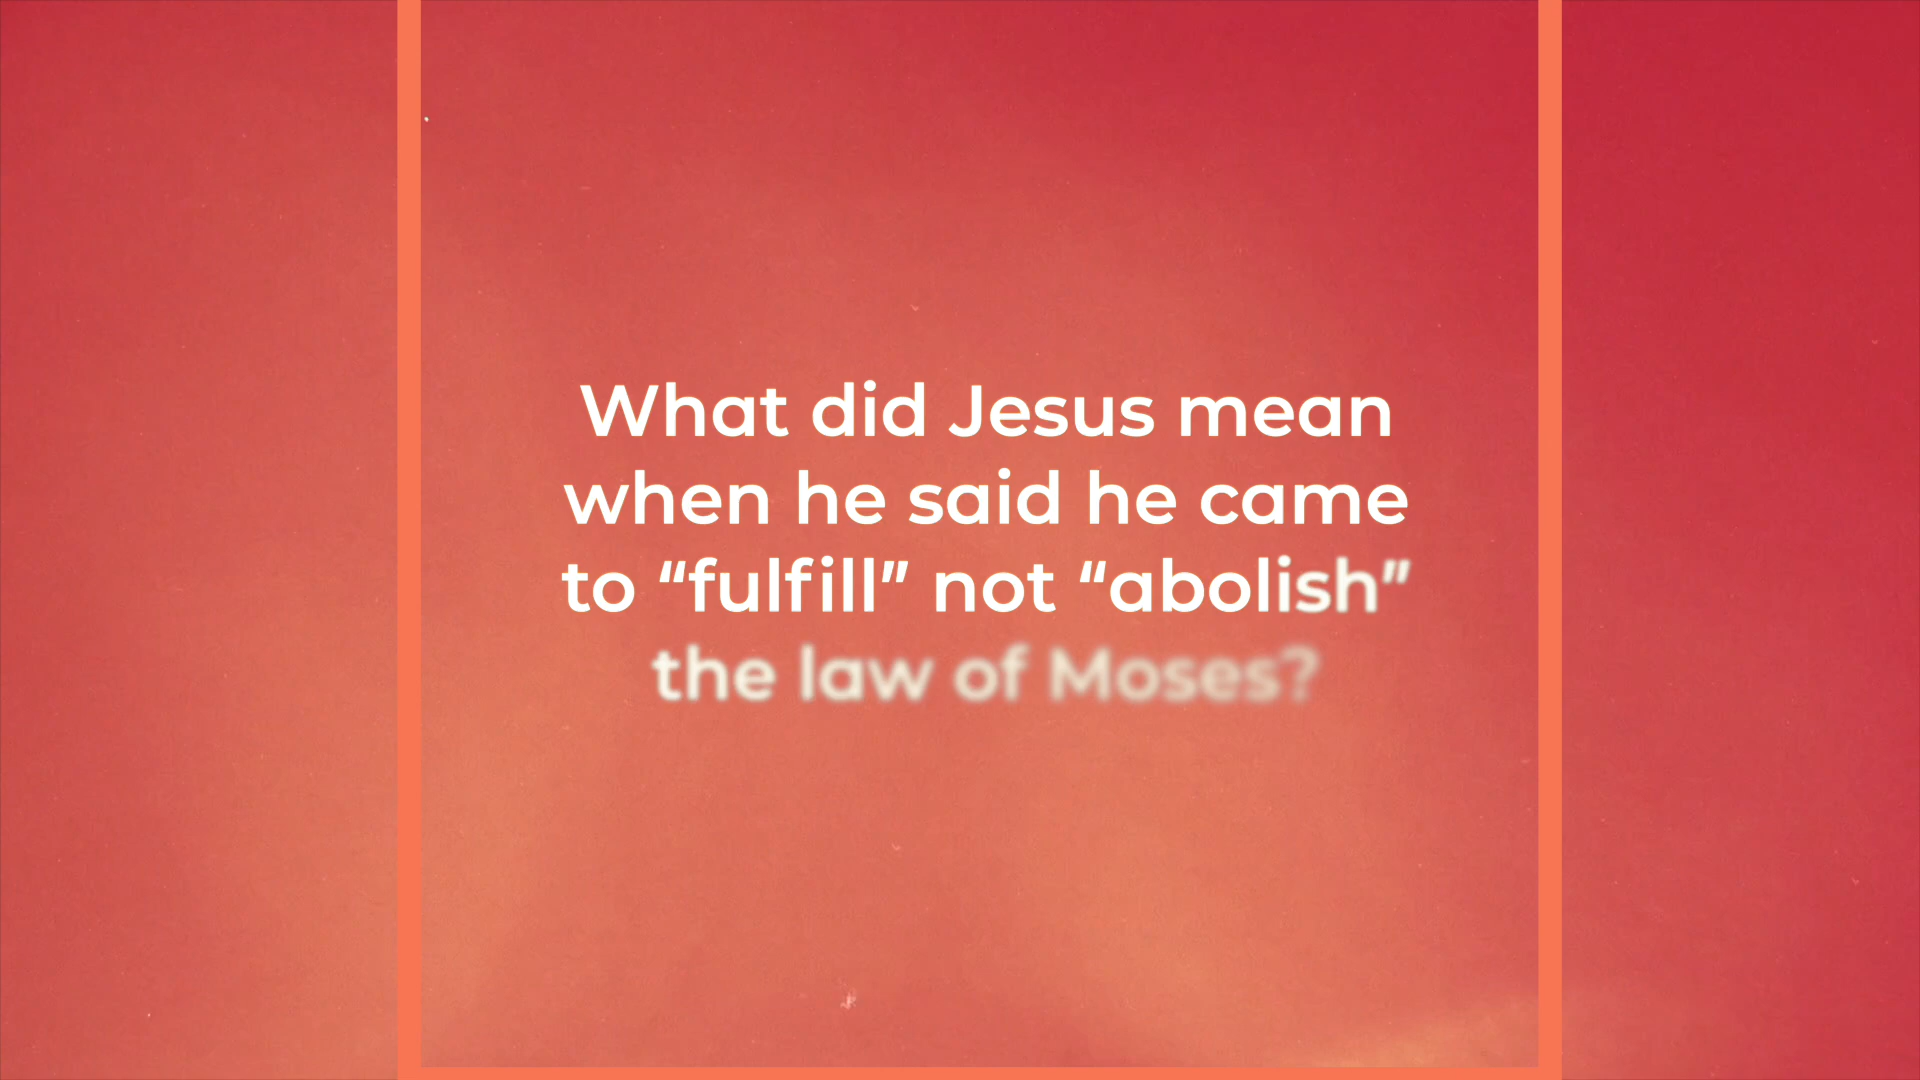 What did Jesus mean
when he said he came
to “fulfill” not “abolish”
the law of Moses?